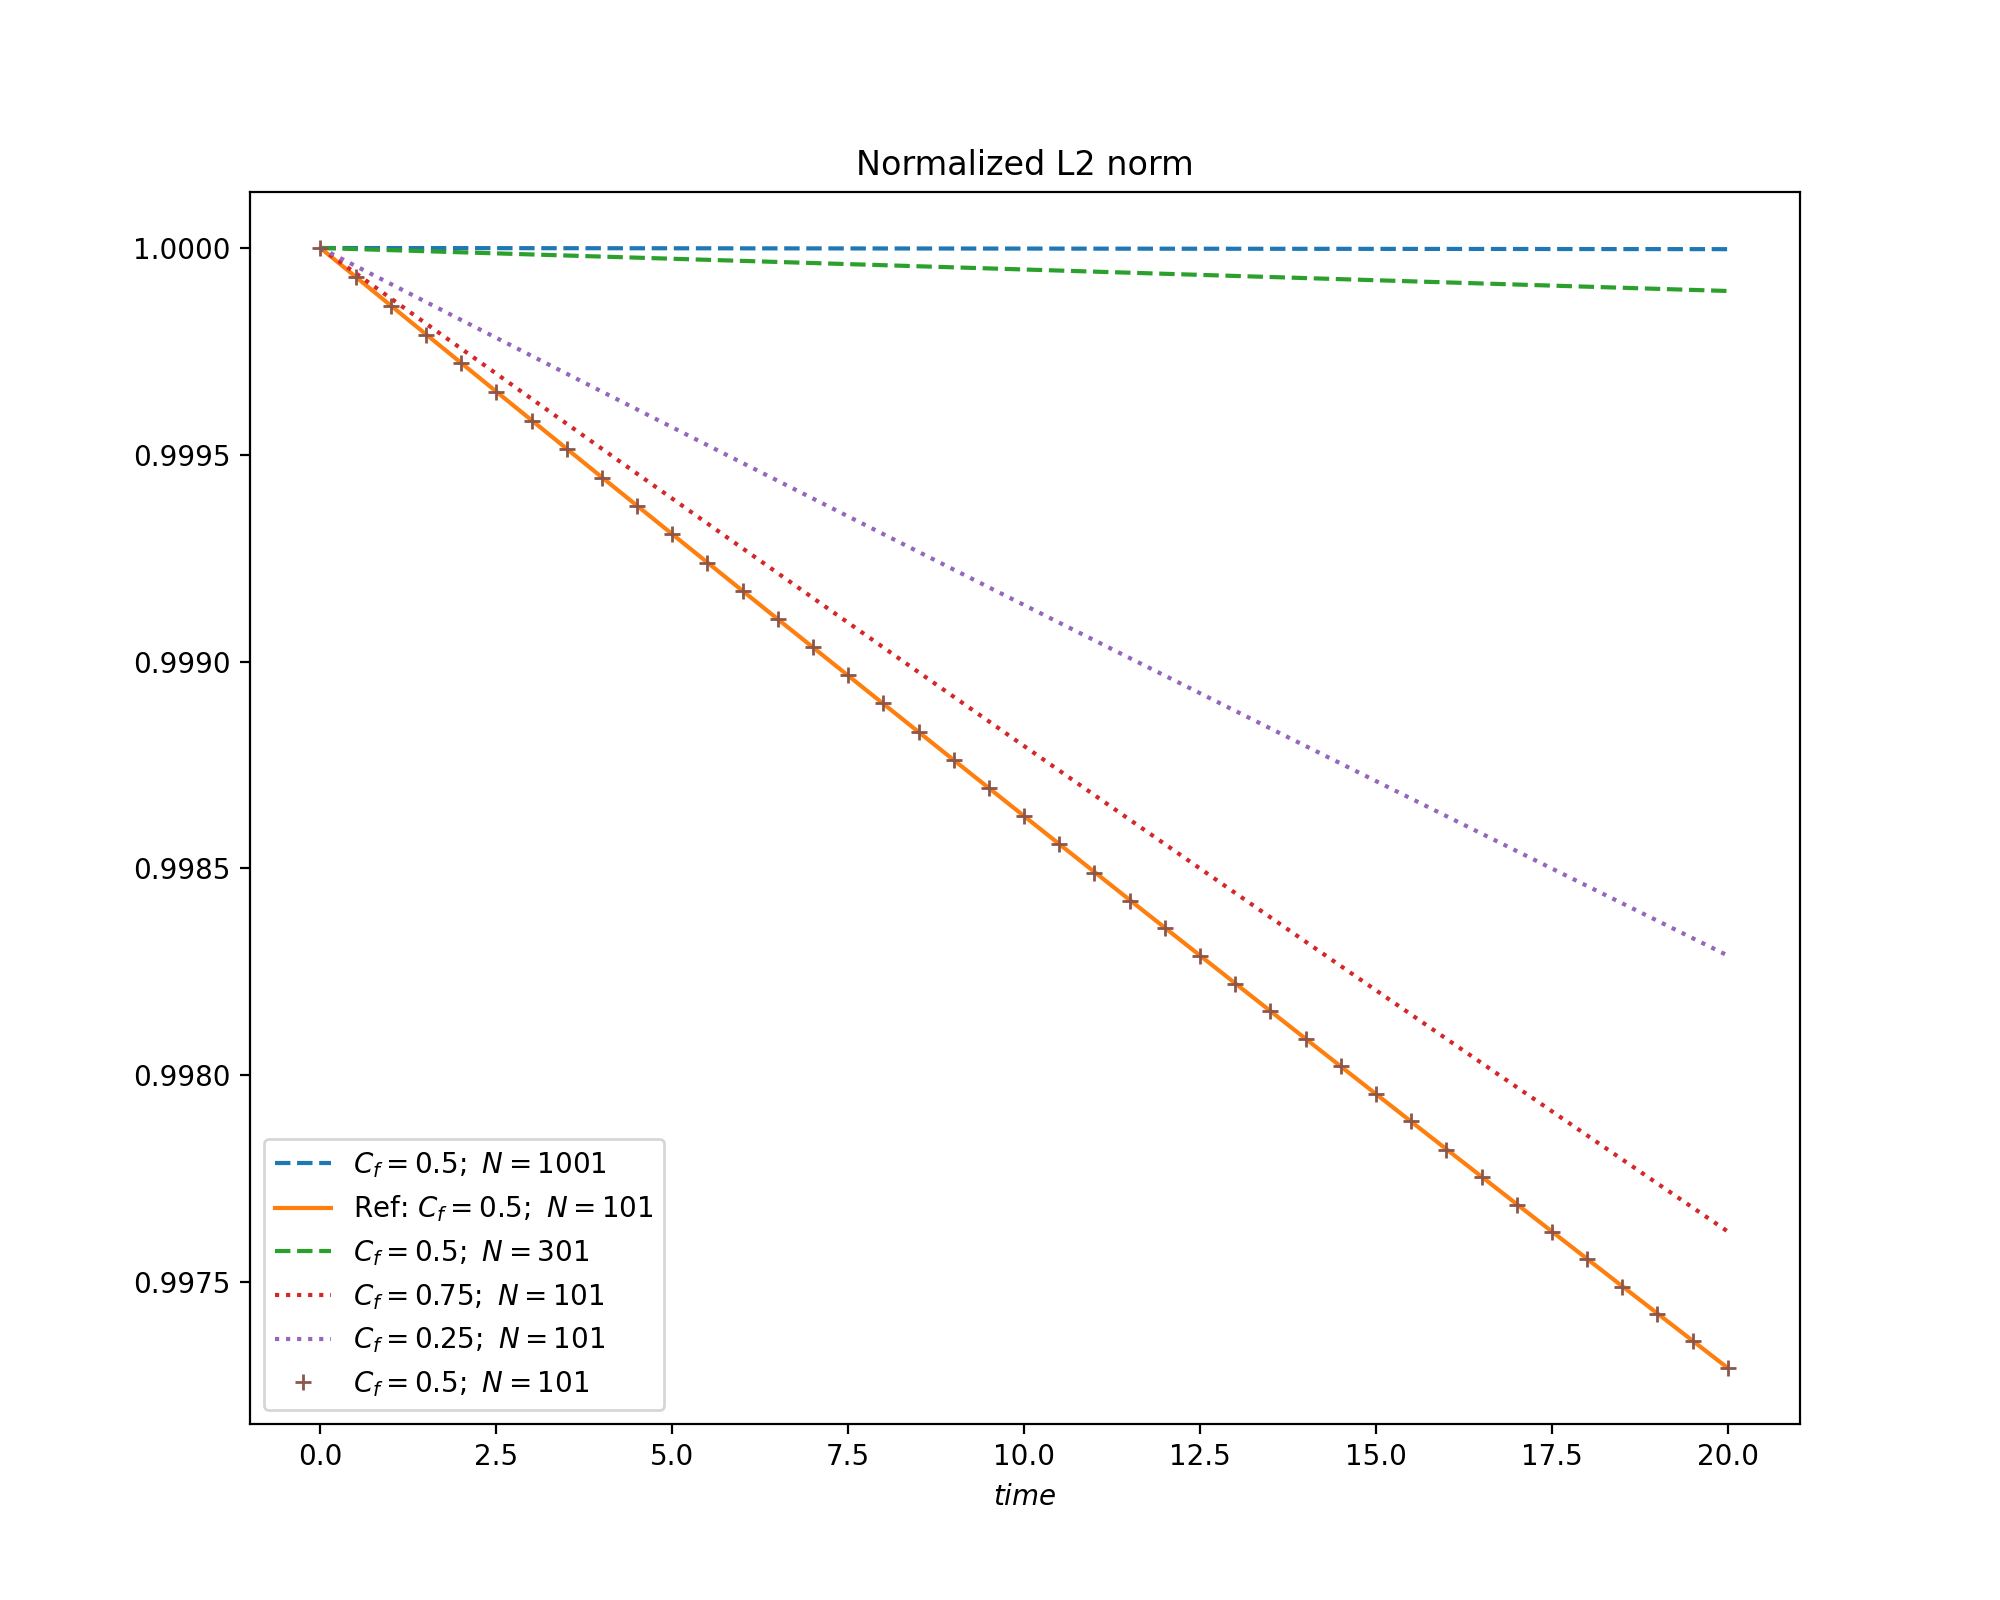 Normalized L2 norm
1.0000
0.9995
0.9990
0.9985
0.9980
0.9975
C_f = 0.5; N = 1001
Ref: C_f = 0.5; N = 101
C_f = 0.5; N = 301
C_f = 0.75; N = 101
C_f = 0.25; N = 101
C_f = 0.5; N = 101
0.0 2.5 5.0 7.5 10.0 12.5 15.0 17.5 20.0
time